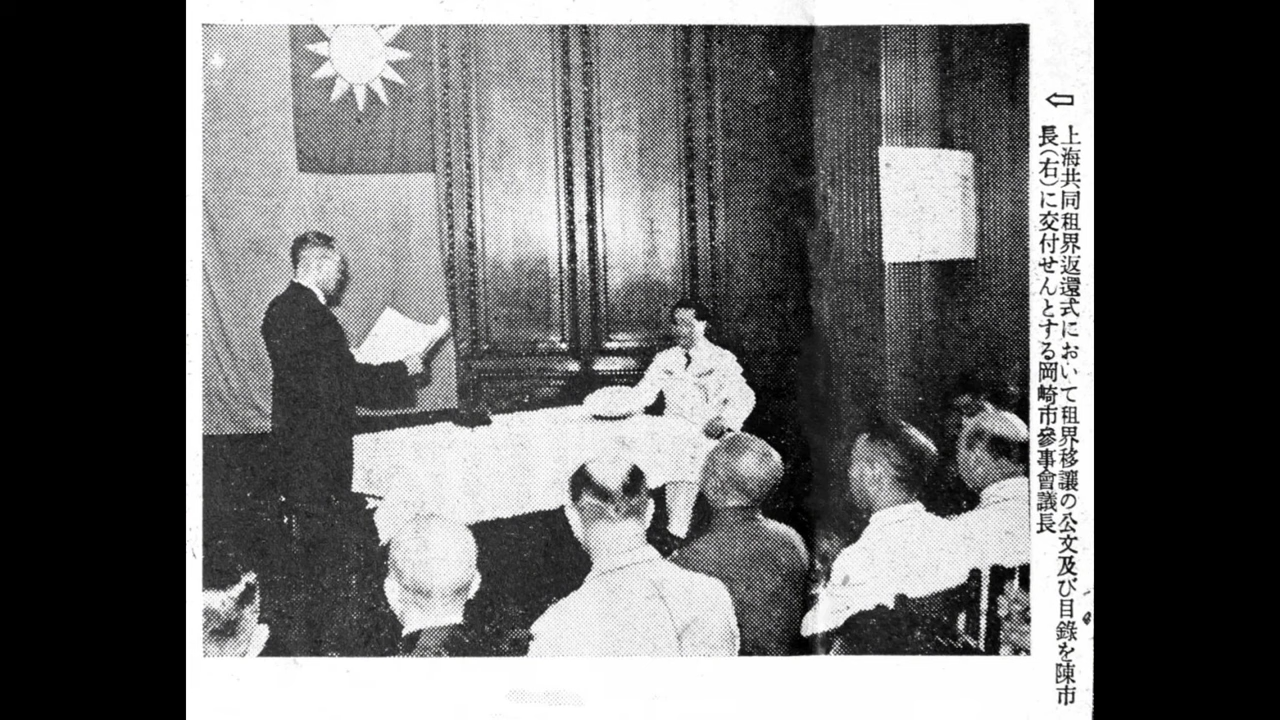 ⇦
上海共同租界返還式において租界移讓の公文及び目錄を陳市
長(右)に交付せんとする岡崎市參事會議長